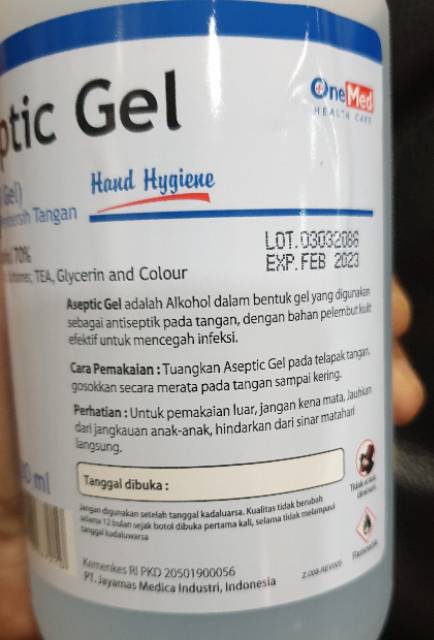 ptic Gel
OneMed
HEALTH CARE
Gel)
Hand Hygiene
Tangan
70%
LOT.03032086
EXP.FEB 2023
TEA, Glycerin and Colour
Aseptic Gel adalah Alkohol dalam bentuk gel yang digunakan
sebagai antiseptik pada tangan, dengan bahan pelembut kulit
efektif untuk mencegah infeksi.
Cara Pemakaian : Tuangkan Aseptic Gel pada telapak tangan,
gosokkan secara merata pada tangan sampai kering.
Perhatian : Untuk pemakaian luar, jangan kena mata, Jauhkan
dari jangkauan anak-anak, hindarkan dari sinar matahari
langsung.
0 ml
Tanggal dibuka :
Jangan digunakan setelah tanggal kadaluarsa. Kualitas tidak berubah
selama 12 bulan sejak botol dibuka pertama kali, selama tidak melampaui
tanggal kadaluwarsa
Kemenkes RI PKD 20501900056
PT. Jayamas Medica Industri, Indonesia